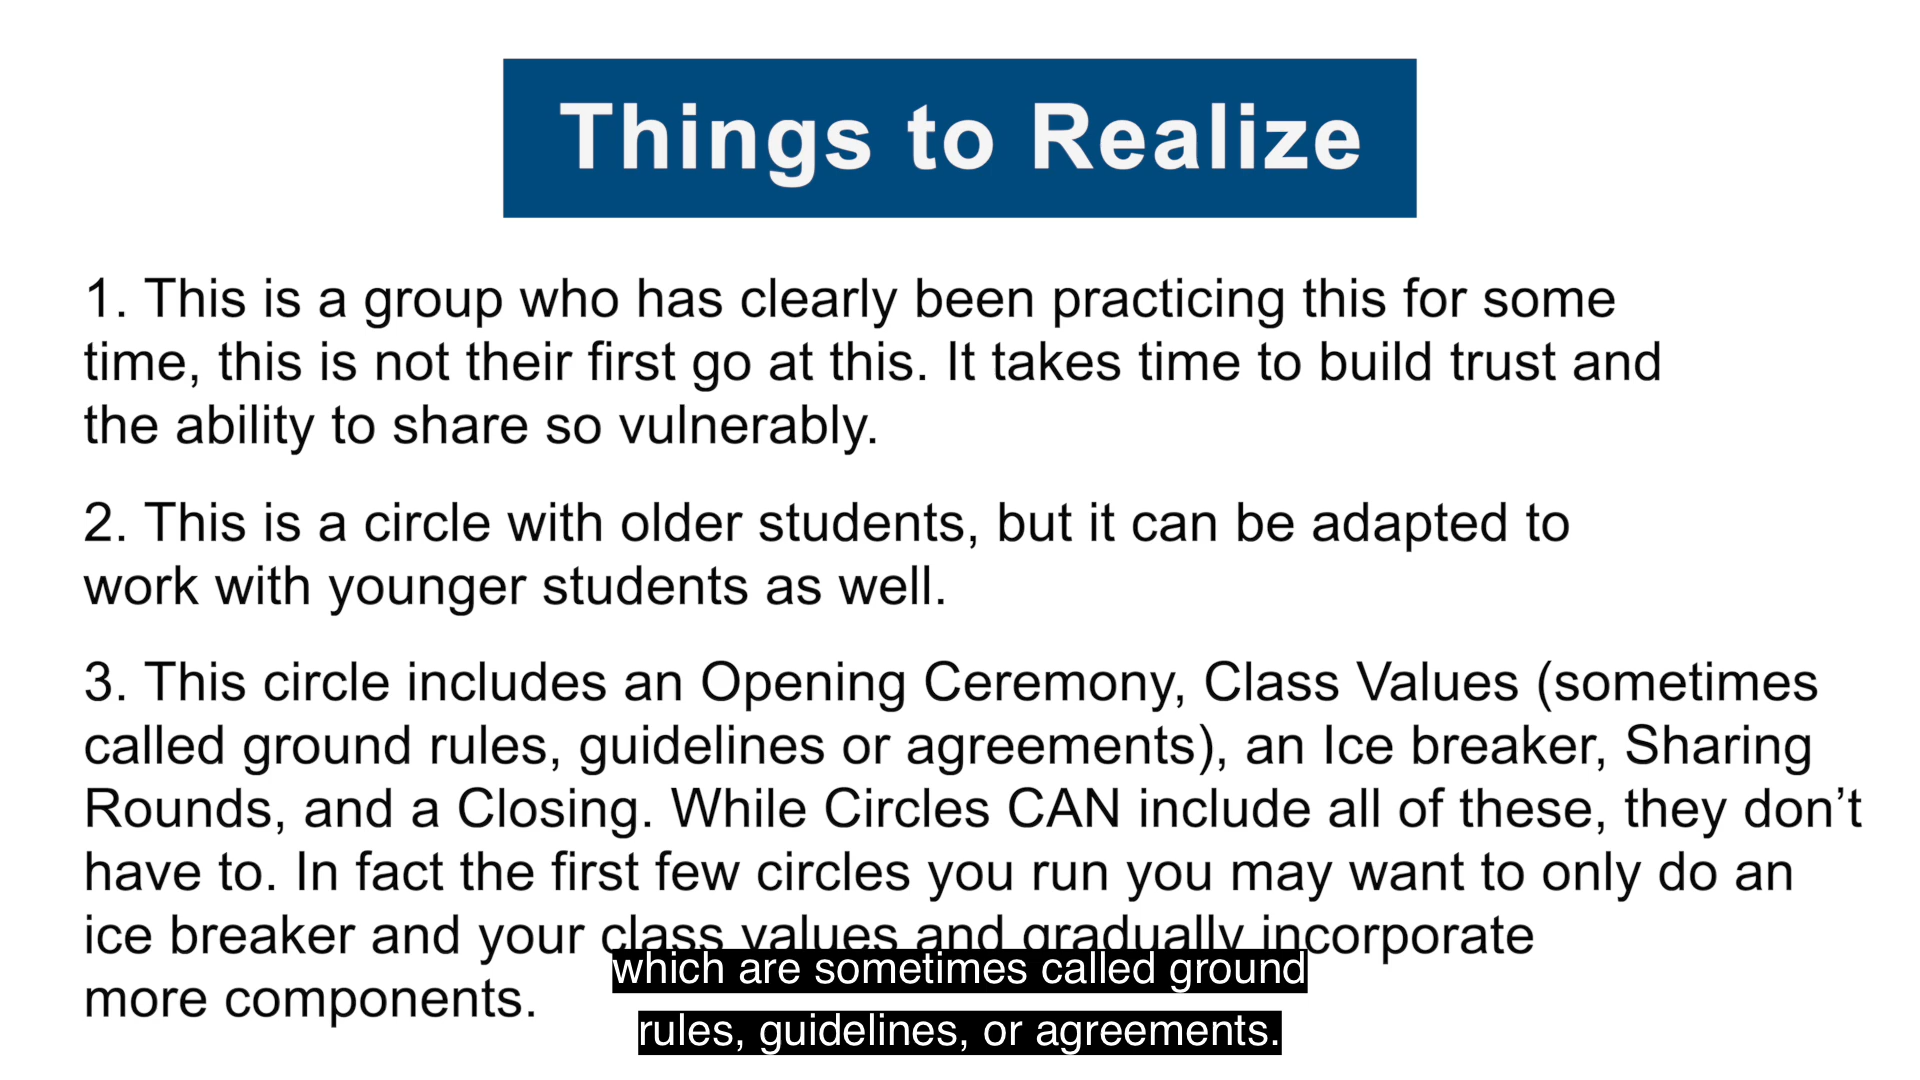 Things to Realize
1. This is a group who has clearly been practicing this for some
time, this is not their first go at this. It takes time to build trust and
the ability to share so vulnerably.
2. This is a circle with older students, but it can be adapted to
work with younger students as well.
3. This circle includes an Opening Ceremony, Class Values (sometimes
called ground rules, guidelines or agreements), an Ice breaker, Sharing
Rounds, and a Closing. While Circles CAN include all of these, they don’t
have to. In fact the first few circles you run you may want to only do an
ice breaker and your class values and gradually incorporate
more components.
which are sometimes called ground
rules, guidelines, or agreements.